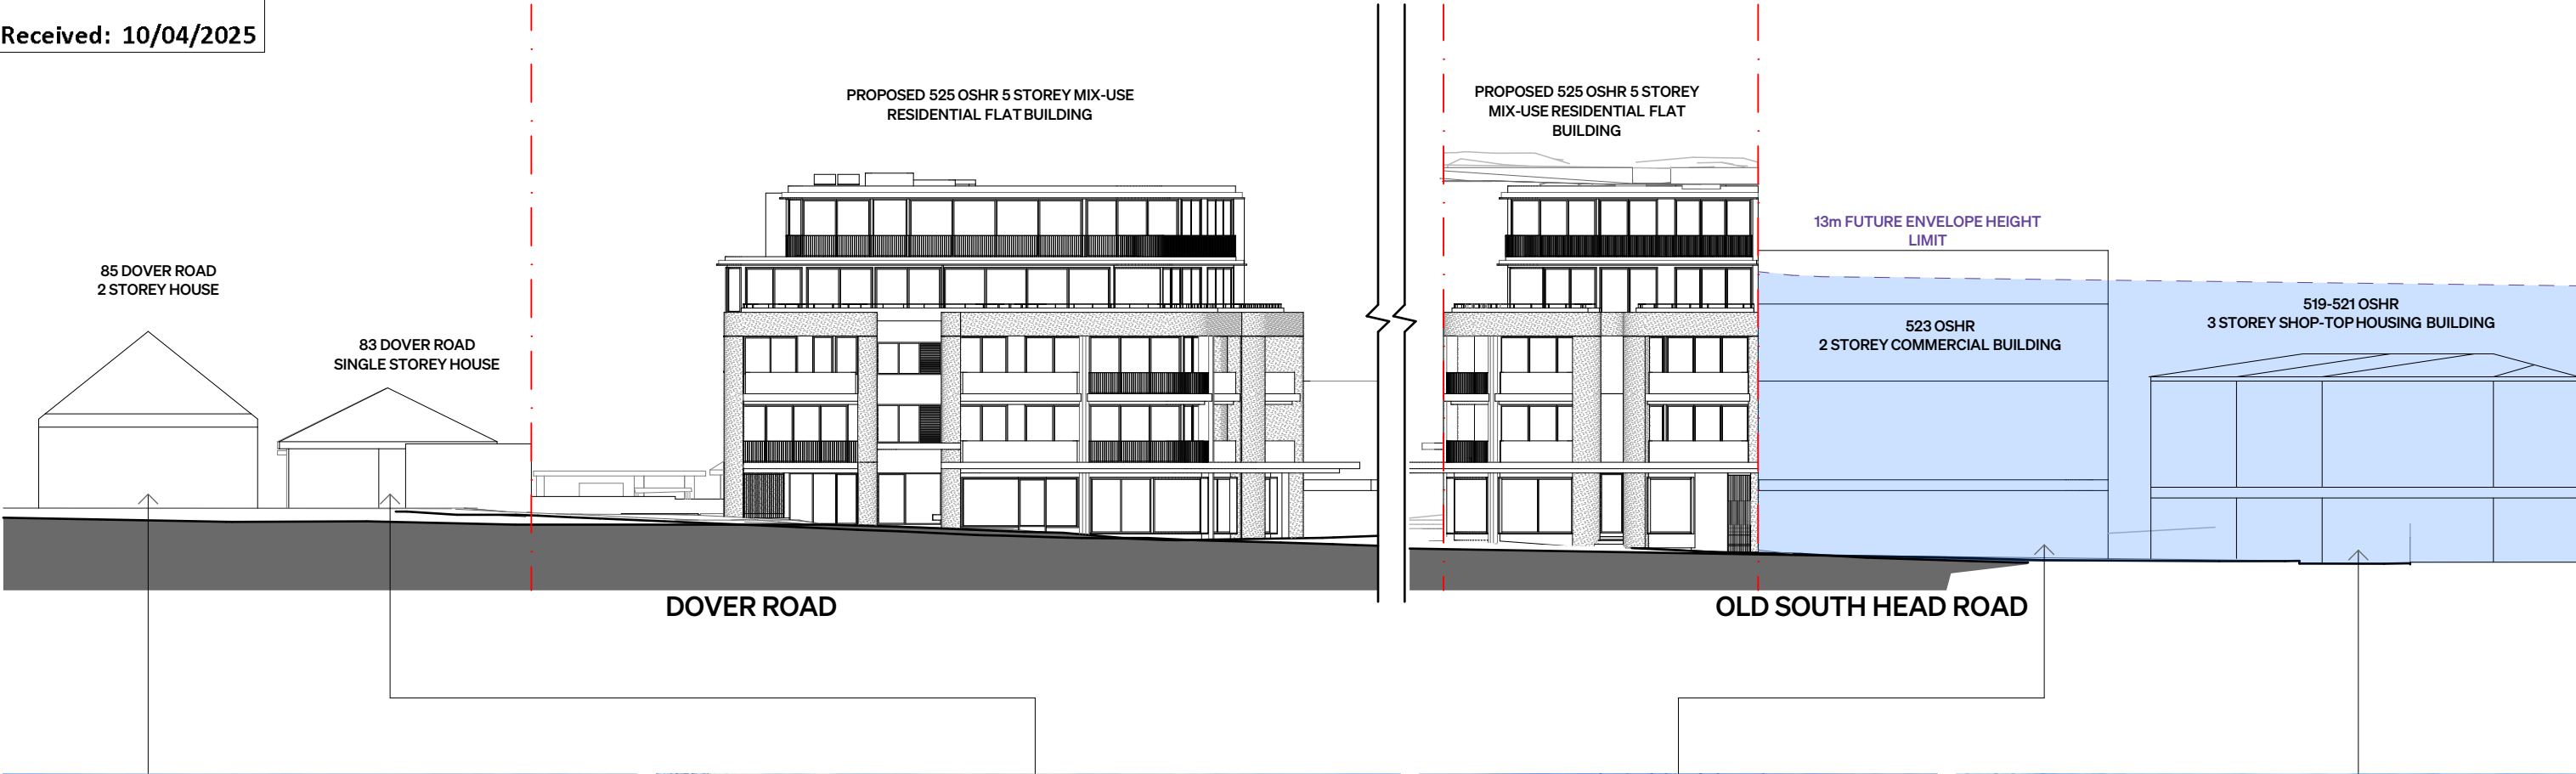 Received: 10/04/2025
PROPOSED 525 OSHR 5 STOREY MIX-USE
RESIDENTIAL FLAT BUILDING
PROPOSED 525 OSHR 5 STOREY
MIX-USE RESIDENTIAL FLAT
BUILDING
13m FUTURE ENVELOPE HEIGHT
LIMIT
85 DOVER ROAD
2 STOREY HOUSE
83 DOVER ROAD
SINGLE STOREY HOUSE
523 OSHR
2 STOREY COMMERCIAL BUILDING
519-521 OSHR
3 STOREY SHOP-TOP HOUSING BUILDING
DOVER ROAD
OLD SOUTH HEAD ROAD